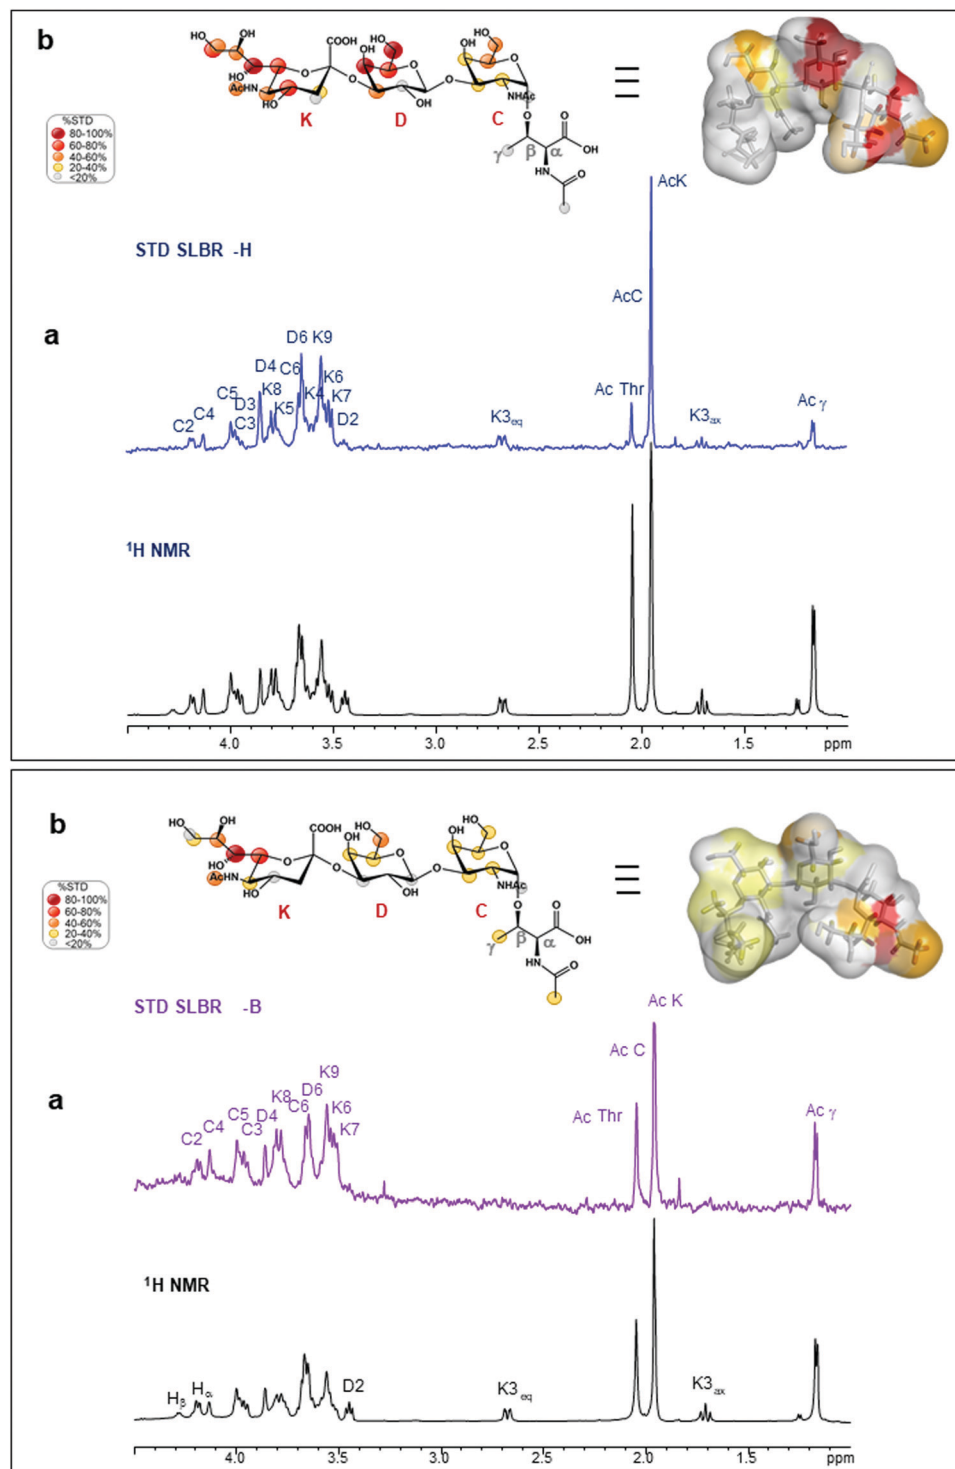 b
HO
OH
COOH
HO
OH
HO
OH
HO
HO
AcHN
HO
OH
HNAc
K
D
C
%STD
80-100%
60-80%
40-60%
20-40%
<20%
γ
β
α
O
O
OH
HN
O
AcK
STD SLBR -H
AcC
a
D6
K9
D4
C6
K6
C5
K8
K4
K7
D3
K5
C2
C4
C3
D2
Ac Thr
K3eq
K3ax
Ac γ
¹H NMR
4.0
3.5
3.0
2.5
2.0
1.5
ppm
b
HO
OH
COOH
HO
OH
HO
OH
HO
HO
AcHN
HO
OH
HNAc
K
D
C
%STD
80-100%
60-80%
40-60%
20-40%
<20%
γ
β
α
O
O
OH
HN
O
STD SLBR -B
Ac K
Ac C
a
K9
D6
K8
C6
K6
C5
D4
K7
C2
C4
C3
Ac Thr
Ac γ
¹H NMR
Hβ
Hα
D2
K3eq
K3ax
4.0
3.5
3.0
2.5
2.0
1.5
ppm